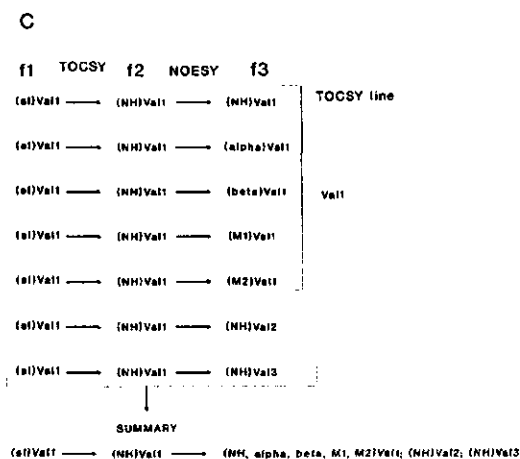 C
f1 TOCSY f2 NOESY f3
(al)Val1 (NH)Val1 (NH)Val1 TOCSY line
(al)Val1 (NH)Val1 (alpha)Val1
(al)Val1 (NH)Val1 (beta)Val1 Val1
(al)Val1 (NH)Val1 (M1)Val1
(al)Val1 (NH)Val1 (M2)Val1
(al)Val1 (NH)Val1 (NH)Val2
(al)Val1 (NH)Val1 (NH)Val3
SUMMARY
(al)Val1 (NH)Val1 (NH, alpha, beta, M1, M2)Val1; (NH)Val2; (NH)Val3